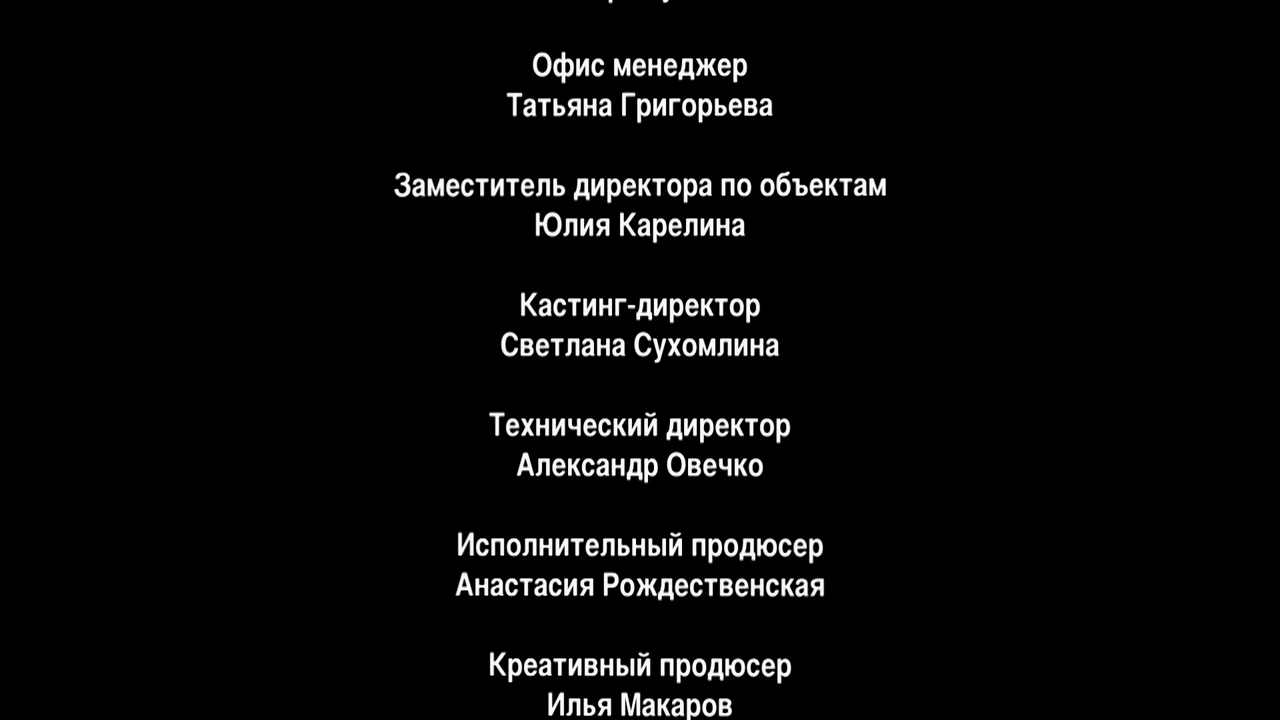 Офис менеджер
Татьяна Григорьева
Заместитель директора по объектам
Юлия Карелина
Кастинг-директор
Светлана Сухомлина
Технический директор
Александр Овечко
Исполнительный продюсер
Анастасия Рождественская
Креативный продюсер
Илья Макаров